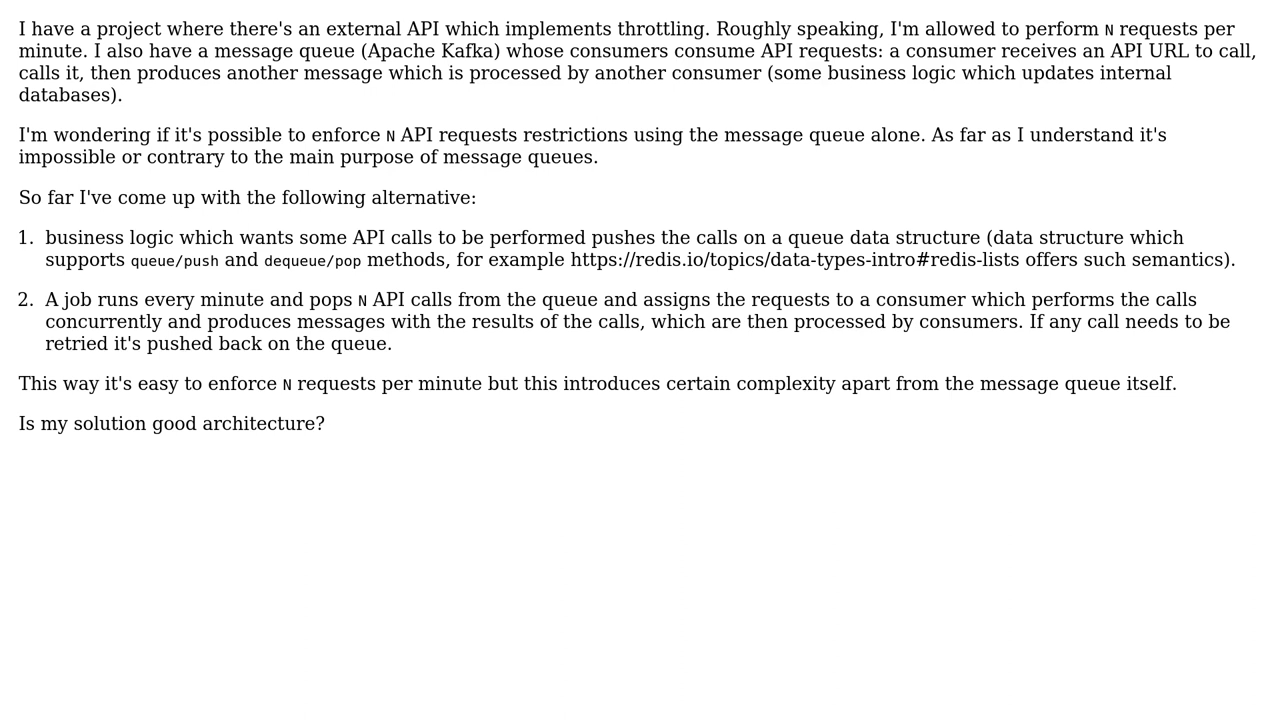 I have a project where there's an external API which implements throttling. Roughly speaking, I'm allowed to perform N requests per
minute. I also have a message queue (Apache Kafka) whose consumers consume API requests: a consumer receives an API URL to call,
calls it, then produces another message which is processed by another consumer (some business logic which updates internal
databases).
I'm wondering if it's possible to enforce N API requests restrictions using the message queue alone. As far as I understand it's
impossible or contrary to the main purpose of message queues.
So far I've come up with the following alternative:
1. business logic which wants some API calls to be performed pushes the calls on a queue data structure (data structure which
supports queue/push and dequeue/pop methods, for example https://redis.io/topics/data-types-intro#redis-lists offers such semantics).
2. A job runs every minute and pops N API calls from the queue and assigns the requests to a consumer which performs the calls
concurrently and produces messages with the results of the calls, which are then processed by consumers. If any call needs to be
retried it's pushed back on the queue.
This way it's easy to enforce N requests per minute but this introduces certain complexity apart from the message queue itself.
Is my solution good architecture?